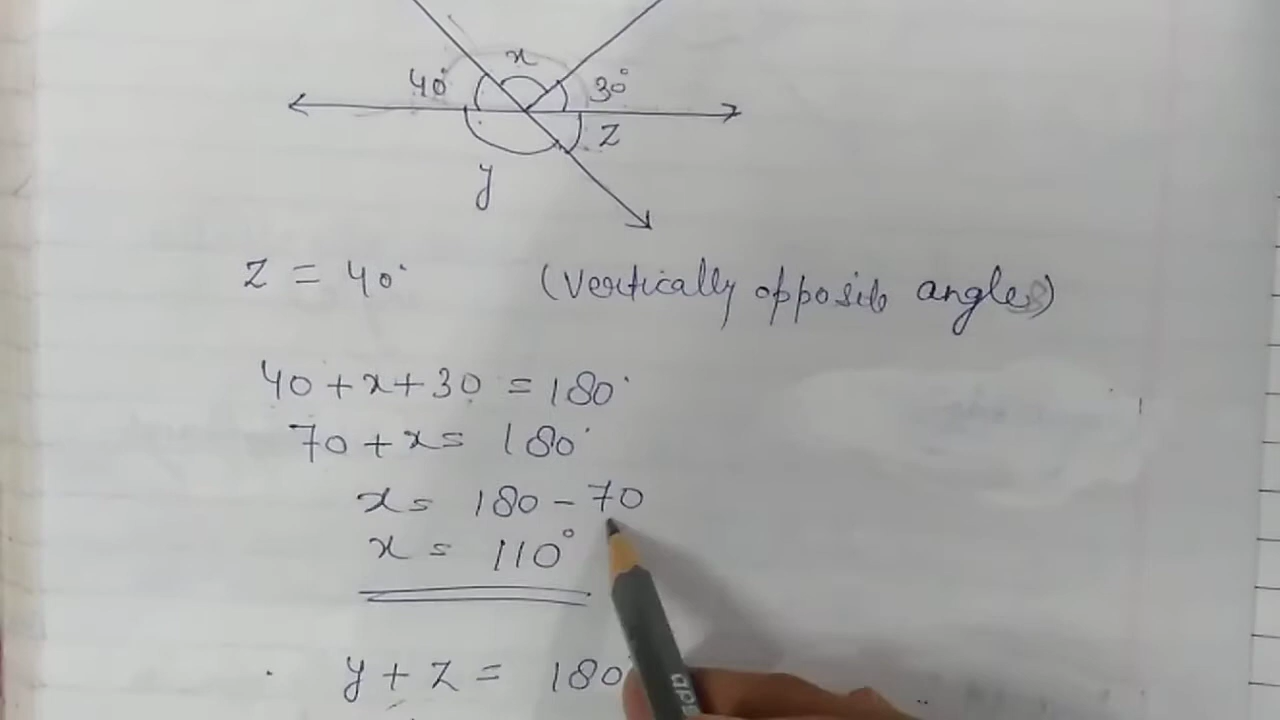 x
40° 30°
z
y
z = 40° (vertically opposite angles)
40 + x + 30 = 180°
70 + x = 180°
x = 180 - 70
x = 110°
y + z = 180°